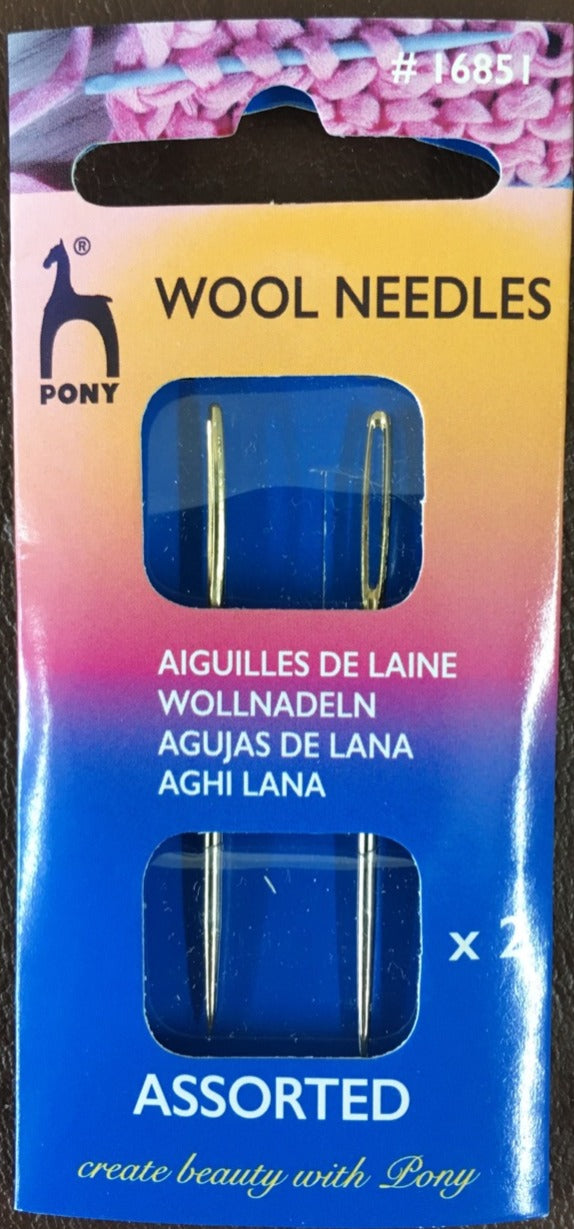 # 16851
®
PONY
WOOL NEEDLES
AIGUILLES DE LAINE
WOLLNADELN
AGUJAS DE LANA
AGHI LANA
x 2
ASSORTED
create beauty with Pony